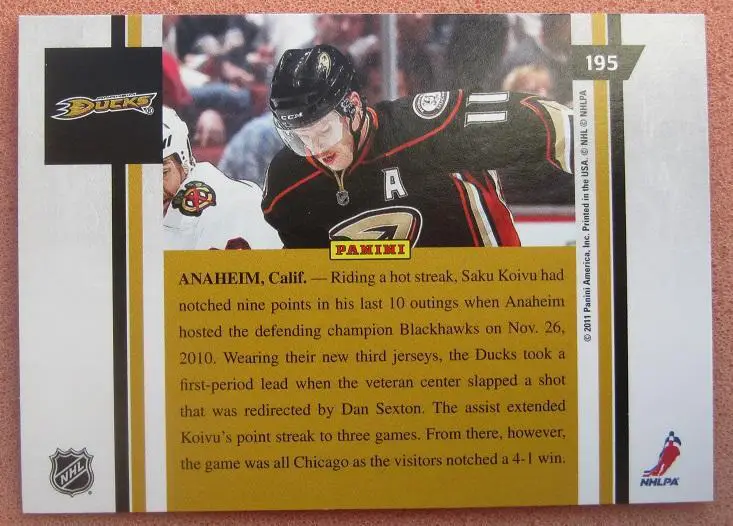 DUCKS
195
CCM
11
A
PANINI
ANAHEIM, Calif. — Riding a hot streak, Saku Koivu had
notched nine points in his last 10 outings when Anaheim
hosted the defending champion Blackhawks on Nov. 26,
2010. Wearing their new third jerseys, the Ducks took a
first-period lead when the veteran center slapped a shot
that was redirected by Dan Sexton. The assist extended
Koivu's point streak to three games. From there, however,
the game was all Chicago as the visitors notched a 4-1 win.
© 2011 Panini America, Inc. Printed in the USA. © NHL © NHLPA
NHL
NHLPA